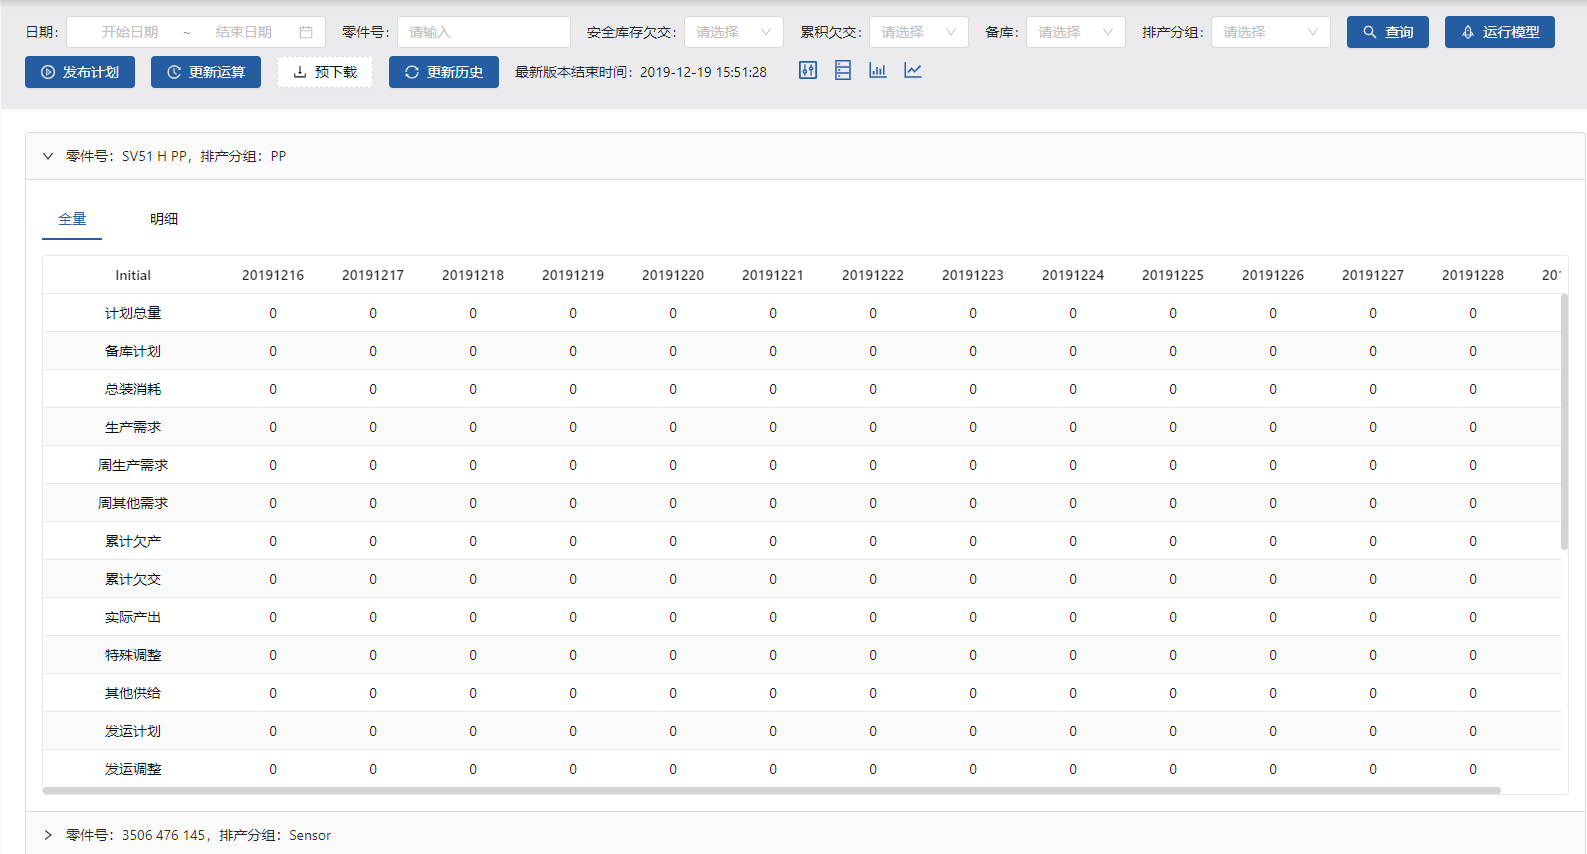 日期： 开始日期 ~ 结束日期 零件号： 请输入 安全库存欠交： 请选择 累积欠交： 请选择 备库： 请选择 排产分组： 请选择 查询 运行模型
发布计划 更新运算 预下载 更新历史 最新版本结束时间：2019-12-19 15:51:28
零件号：SV51 H PP，排产分组：PP
全量 明细
Initial 20191216 20191217 20191218 20191219 20191220 20191221 20191222 20191223 20191224 20191225 20191226 20191227 20191228
计划总量 0 0 0 0 0 0 0 0 0 0 0 0 0
备库计划 0 0 0 0 0 0 0 0 0 0 0 0 0
总装消耗 0 0 0 0 0 0 0 0 0 0 0 0 0
生产需求 0 0 0 0 0 0 0 0 0 0 0 0 0
周生产需求 0 0 0 0 0 0 0 0 0 0 0 0 0
周其他需求 0 0 0 0 0 0 0 0 0 0 0 0 0
累计欠产 0 0 0 0 0 0 0 0 0 0 0 0 0
累计欠交 0 0 0 0 0 0 0 0 0 0 0 0 0
实际产出 0 0 0 0 0 0 0 0 0 0 0 0 0
特殊调整 0 0 0 0 0 0 0 0 0 0 0 0 0
其他供给 0 0 0 0 0 0 0 0 0 0 0 0 0
发运计划 0 0 0 0 0 0 0 0 0 0 0 0 0
发运调整 0 0 0 0 0 0 0 0 0 0 0 0 0
零件号：3506 476 145，排产分组：Sensor